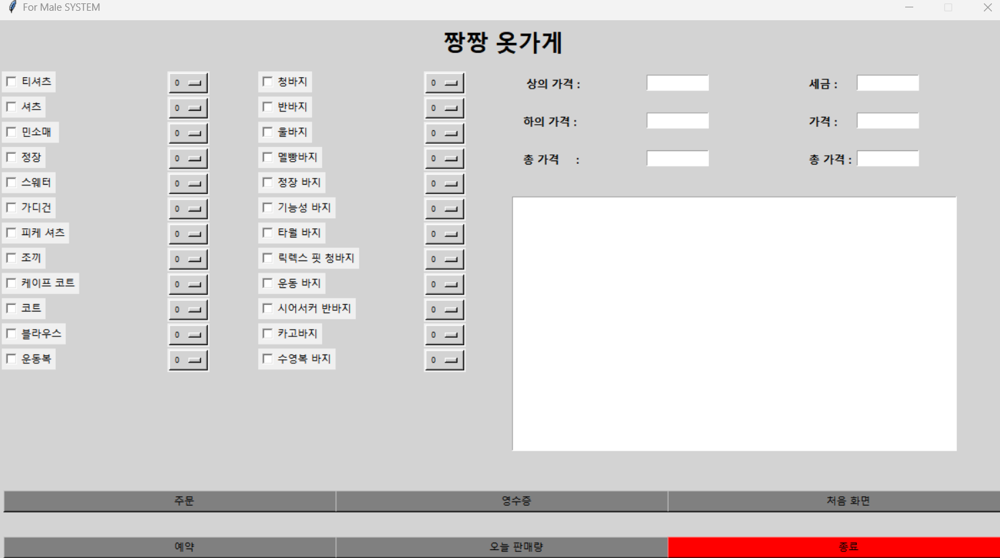 For Male SYSTEM
짱짱 옷가게
티셔츠 0 청바지 0 상의 가격 : 세금 :
셔츠 0 반바지 0
민소매 0 울바지 0 하의 가격 : 가격 :
정장 0 멜빵바지 0 총 가격 : 총 가격 :
스웨터 0 정장 바지 0
가디건 0 기능성 바지 0
피케 셔츠 0 타월 바지 0
조끼 0 릭렉스 핏 청바지 0
케이프 코트 0 운동 바지 0
코트 0 시어서커 반바지 0
블라우스 0 카고바지 0
운동복 0 수영복 바지 0
주문 영수증 처음 화면
예약 오늘 판매량 종료